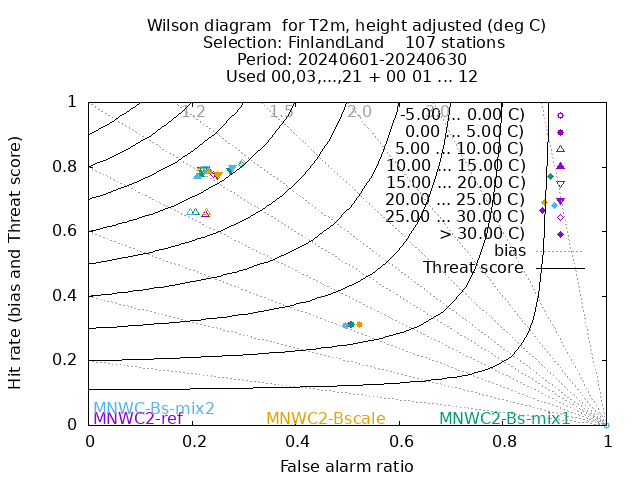 Wilson diagram  for T2m, height adjusted (deg C)
Selection: FinlandLand    107 stations
Period: 20240601-20240630
Used 00,03,...,21 + 00 01 ... 12
Hit rate (bias and Threat score)
1
0.8
0.6
0.4
0.2
0
1.2
1.5
2.0
3.0
-5.00 ... 0.00 C)
0.00 ... 5.00 C)
5.00 ... 10.00 C)
10.00 ... 15.00 C)
15.00 ... 20.00 C)
20.00 ... 25.00 C)
25.00 ... 30.00 C)
> 30.00 C)
bias
Threat score
MNWC-Bs-mix2
MNWC2-ref
MNWC2-Bscale
MNWC2-Bs-mix1
0
0.2
0.4
0.6
0.8
1
False alarm ratio